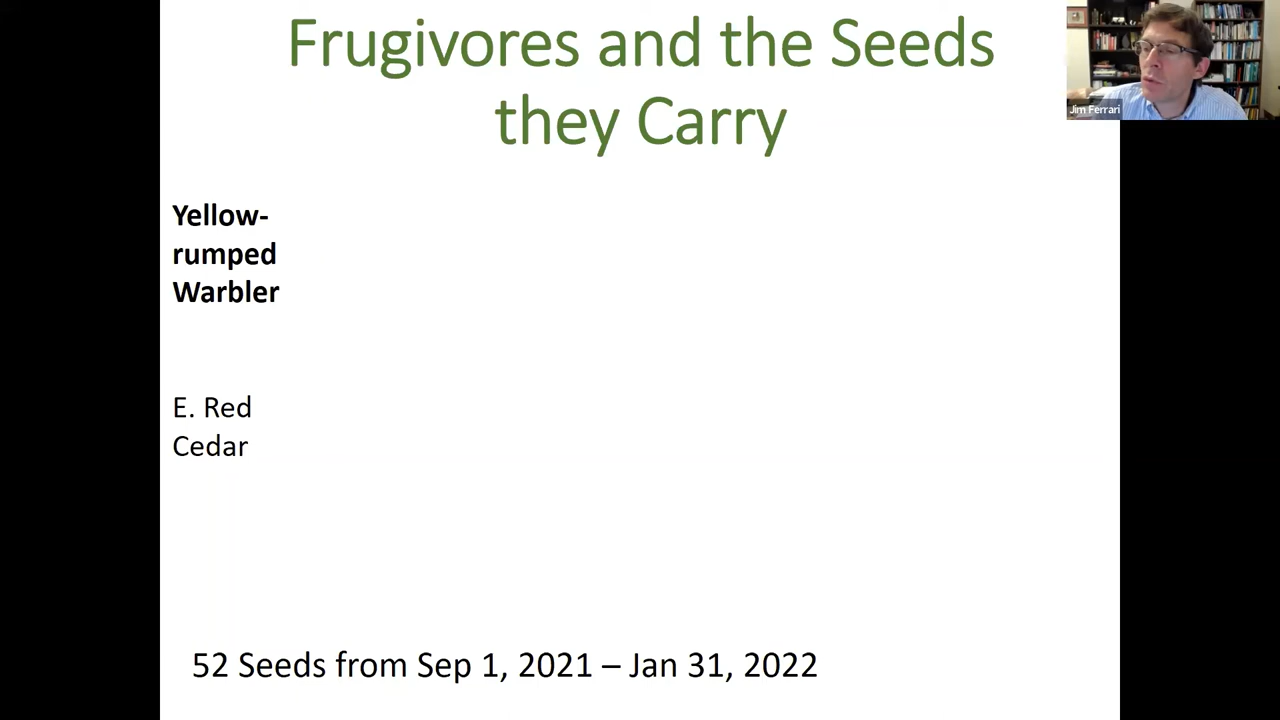 Frugivores and the Seeds
they Carry
Jim Ferrari
Yellow-
rumped
Warbler
E. Red
Cedar
52 Seeds from Sep 1, 2021 – Jan 31, 2022